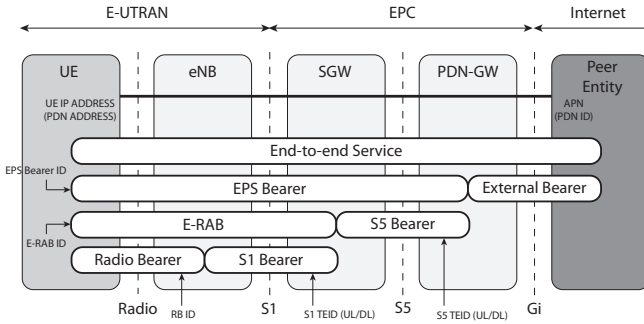 E-UTRAN EPC Internet
UE eNB SGW PDN-GW Peer Entity
UE IP ADDRESS
(PDN ADDRESS)
APN
(PDN ID)
End-to-end Service
EPS Bearer ID
EPS Bearer External Bearer
E-RAB S5 Bearer
E-RAB ID
Radio Bearer S1 Bearer
Radio RB ID S1 S1 TEID (UL/DL) S5 S5 TEID (UL/DL) Gi